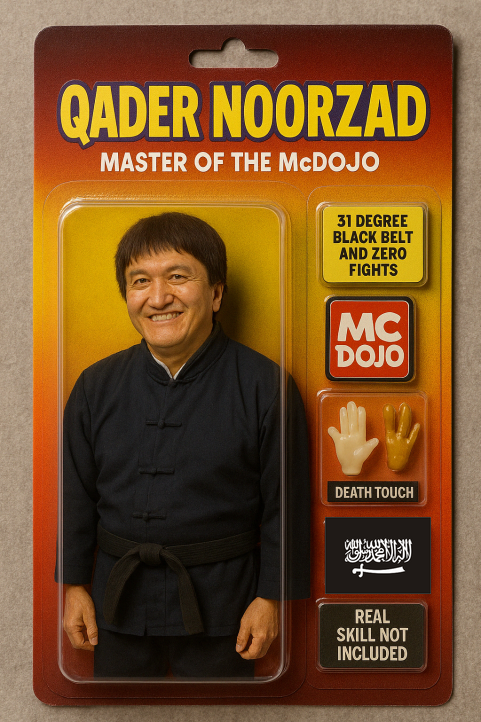 QADER NOORZAD
MASTER OF THE McDOJO
31 DEGREE
BLACK BELT
AND ZERO
FIGHTS
MC
DOJO
DEATH TOUCH
REAL
SKILL NOT
INCLUDED